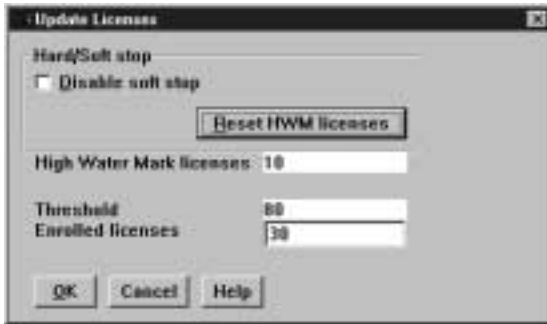 Update Licenses
Hard/Soft stop
Disable soft stop
Reset HWM licenses
High Water Mark licenses 10
Threshold 80
Enrolled licenses 30
OK Cancel Help